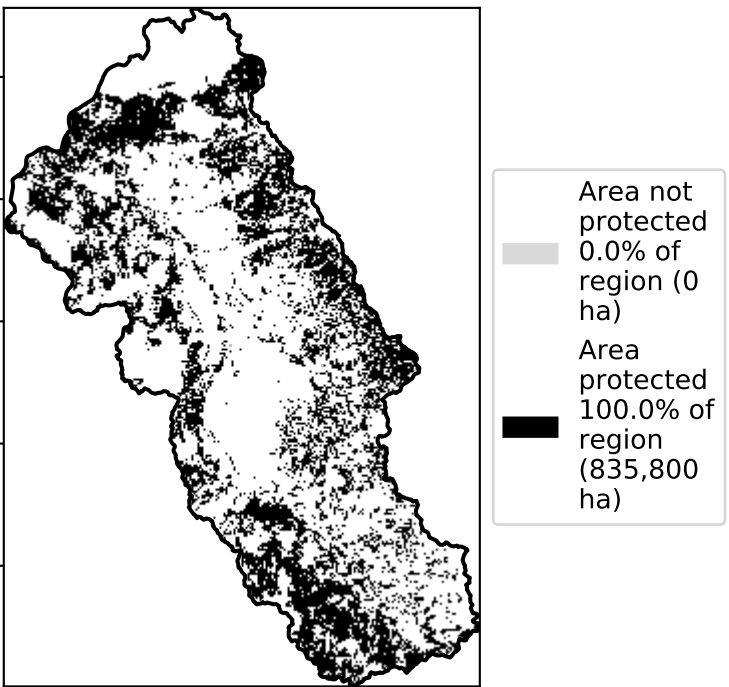 Area not
protected
0.0% of
region (0
ha)
Area
protected
100.0% of
region
(835,800
ha)